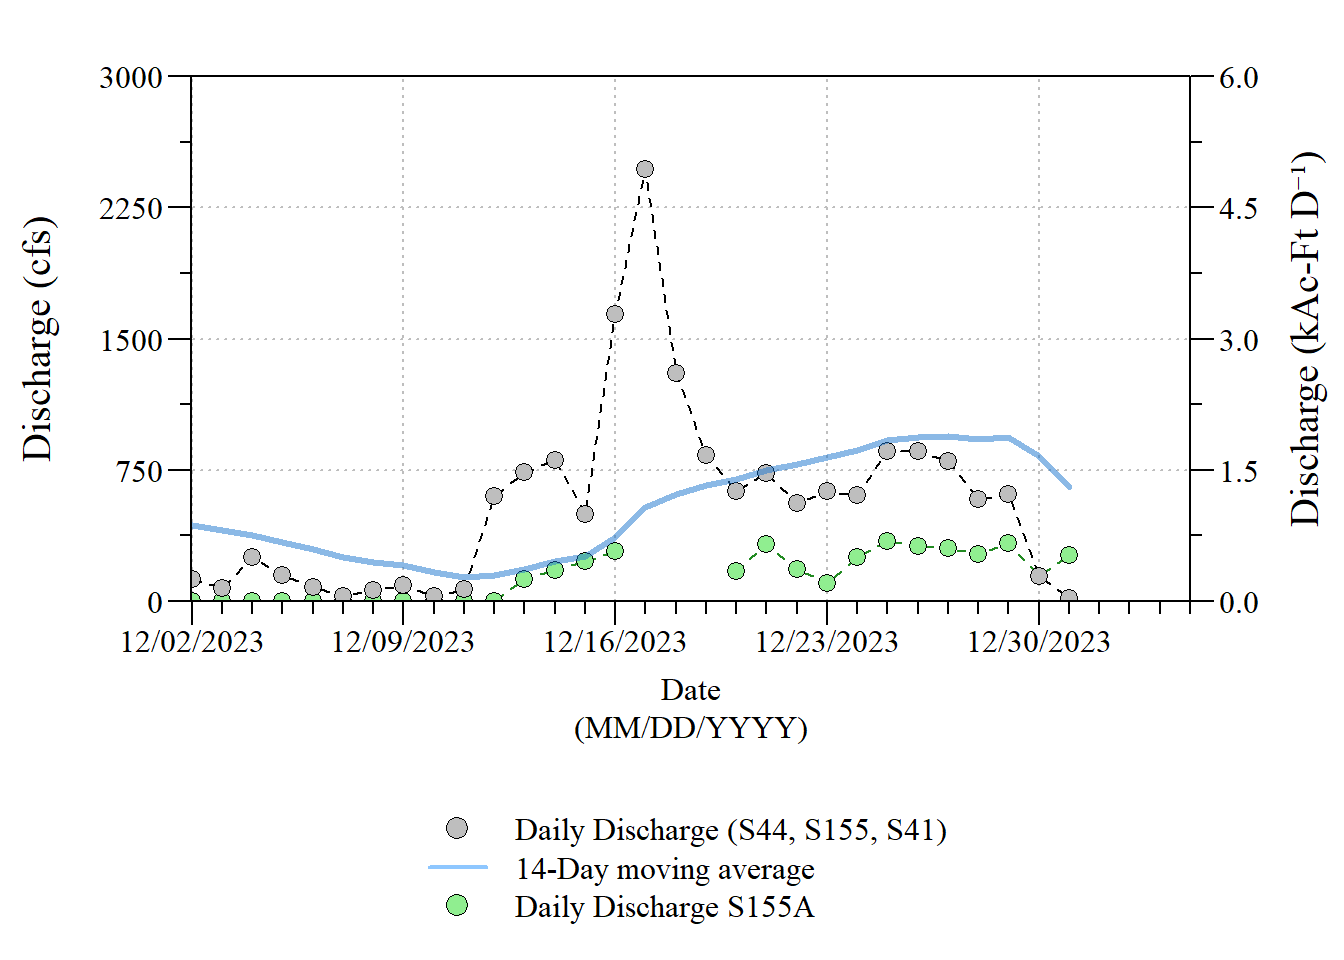 3000
2250
1500
750
0
Discharge (cfs)
6.0
4.5
3.0
1.5
0.0
Discharge (kAc-Ft D⁻¹)
12/02/2023 12/09/2023 12/16/2023 12/23/2023 12/30/2023
Date
(MM/DD/YYYY)
Daily Discharge (S44, S155, S41)
14-Day moving average
Daily Discharge S155A